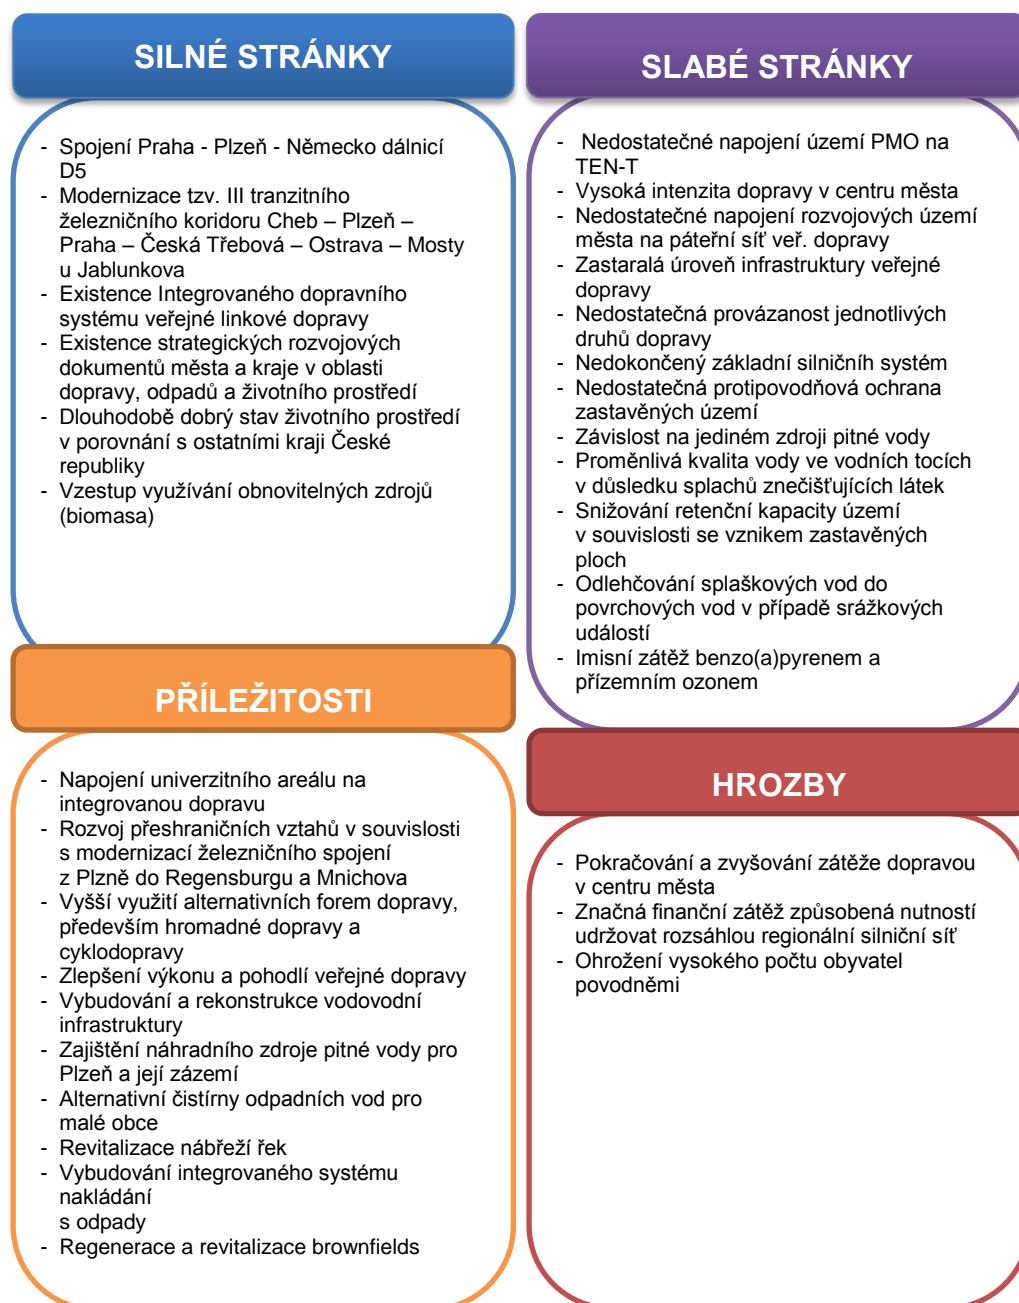 SILNÉ STRÁNKY
- Spojení Praha - Plzeň - Německo dálnicí
D5
- Modernizace tzv. III tranzitního
železničního koridoru Cheb – Plzeň –
Praha – Česká Třebová – Ostrava – Mosty
u Jablunkova
- Existence Integrovaného dopravního
systému veřejné linkové dopravy
- Existence strategických rozvojových
dokumentů města a kraje v oblasti
dopravy, odpadů a životního prostředí
- Dlouhodobě dobrý stav životního prostředí
v porovnání s ostatními kraji České
republiky
- Vzestup využívání obnovitelných zdrojů
(biomasa)
SLABÉ STRÁNKY
- Nedostatečné napojení území PMO na
TEN-T
- Vysoká intenzita dopravy v centru města
- Nedostatečné napojení rozvojových území
města na páteřní síť veř. dopravy
- Zastaralá úroveň infrastruktury veřejné
dopravy
- Nedostatečná provázanost jednotlivých
druhů dopravy
- Nedokončený základní silničním systém
- Nedostatečná protipovodňová ochrana
zastavěných území
- Závislost na jediném zdroji pitné vody
- Proměnlivá kvalita vody ve vodních tocích
v důsledku splachů znečišťujících látek
- Snižování retenční kapacity území
v souvislosti se vznikem zastavěných
ploch
- Odlehčování splaškových vod do
povrchových vod v případě srážkových
událostí
- Imisní zátěž benzo(a)pyrenem a
přízemním ozonem
PŘÍLEŽITOSTI
- Napojení univerzitního areálu na
integrovanou dopravu
- Rozvoj přeshraničních vztahů v souvislosti
s modernizací železničního spojení
z Plzně do Regensburgu a Mnichova
- Vyšší využití alternativních forem dopravy,
především hromadné dopravy a
cyklodopravy
- Zlepšení výkonu a pohodlí veřejné dopravy
- Vybudování a rekonstrukce vodovodní
infrastruktury
- Zajištění náhradního zdroje pitné vody pro
Plzeň a její zázemí
- Alternativní čistírny odpadních vod pro
malé obce
- Revitalizace nábřeží řek
- Vybudování integrovaného systému
nakládání
s odpady
- Regenerace a revitalizace brownfields
HROZBY
- Pokračování a zvyšování zátěže dopravou
v centru města
- Značná finanční zátěž způsobená nutností
udržovat rozsáhlou regionální silniční síť
- Ohrožení vysokého počtu obyvatel
povodněmi